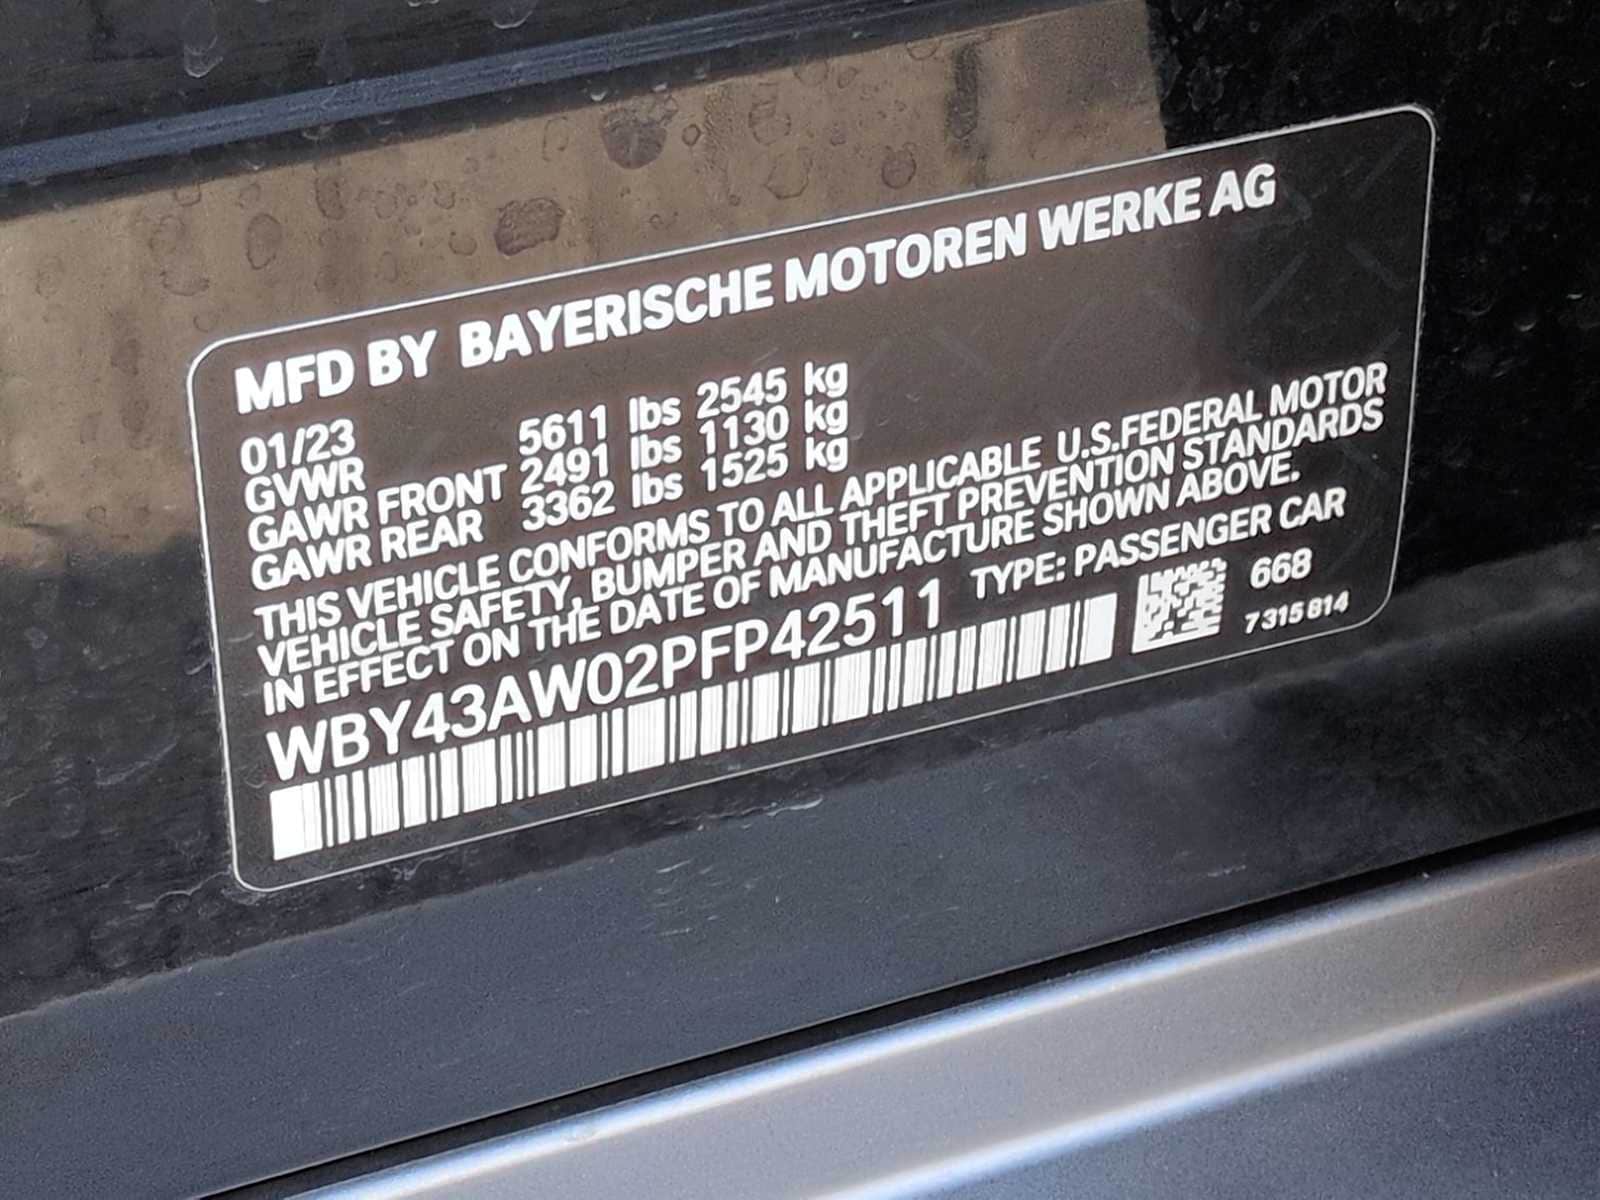 MFD BY BAYERISCHE MOTOREN WERKE AG
01/23
GVWR 5611 lbs 2545 kg
GAWR FRONT 2491 lbs 1130 kg
GAWR REAR 3362 lbs 1525 kg
THIS VEHICLE CONFORMS TO ALL APPLICABLE U.S.FEDERAL MOTOR
VEHICLE SAFETY, BUMPER AND THEFT PREVENTION STANDARDS
IN EFFECT ON THE DATE OF MANUFACTURE SHOWN ABOVE.
WBY43AW02PFP42511 TYPE: PASSENGER CAR
668
7 315 814